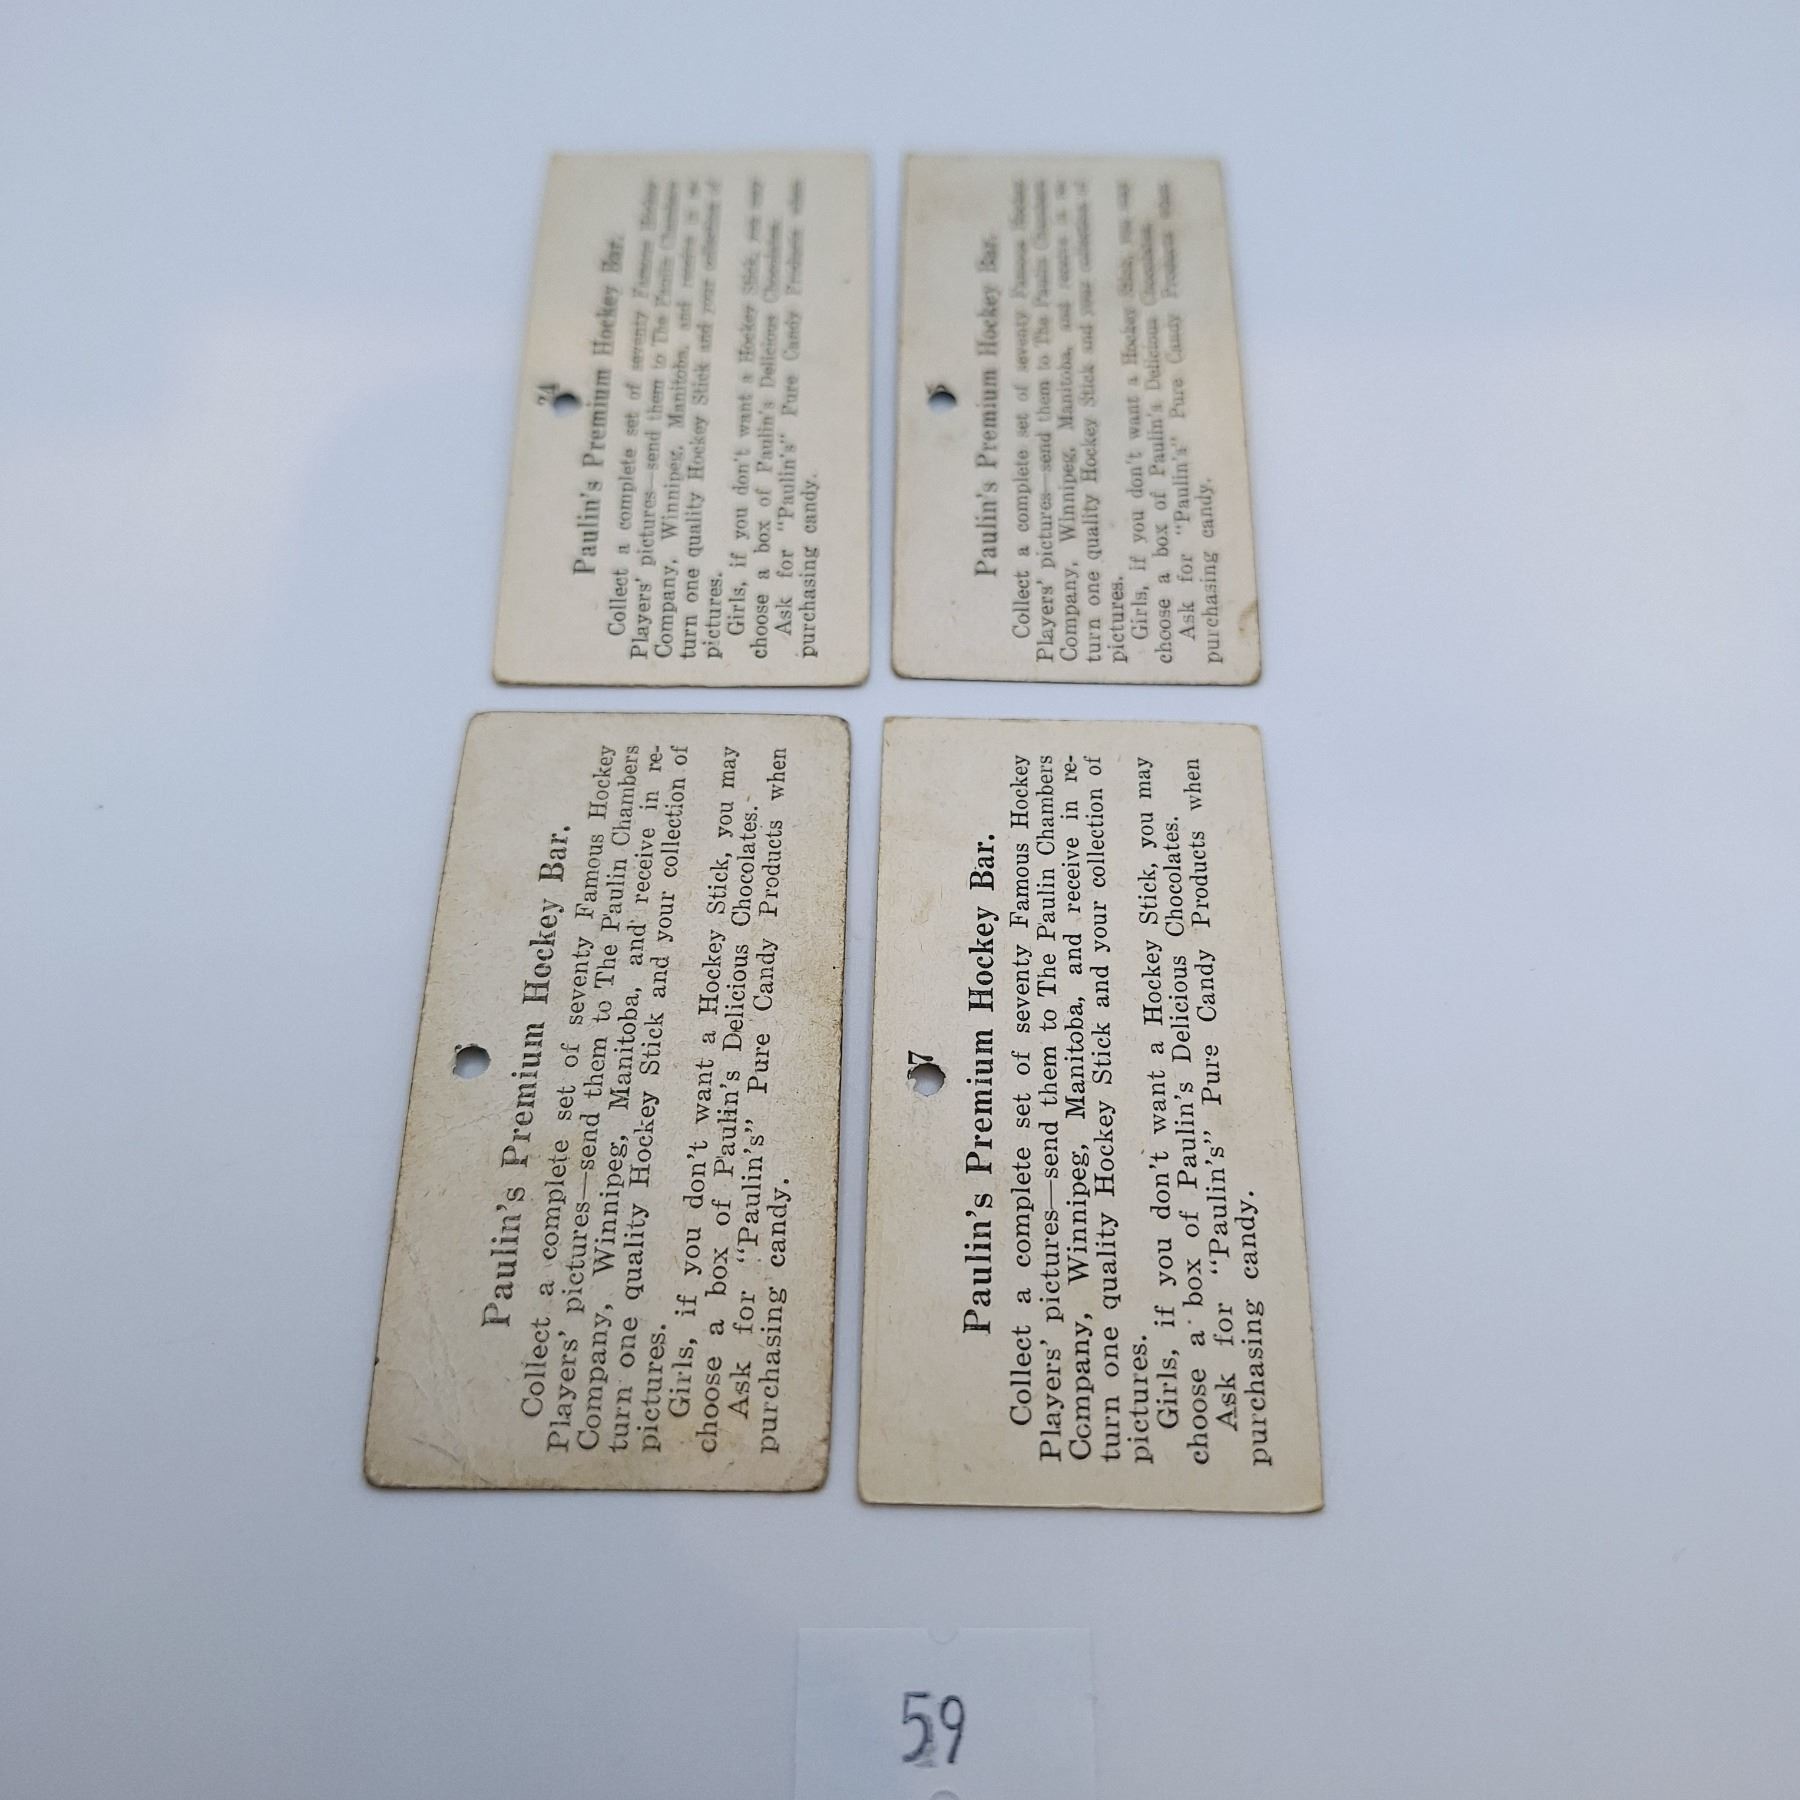 24
Paulin's Premium Hockey Bar.
Collect a complete set of seventy Famous Hockey
Players' pictures—send them to The Paulin Chambers
Company, Winnipeg, Manitoba, and receive in re-
turn one quality Hockey Stick and your collection of
pictures.
Girls, if you don't want a Hockey Stick, you may
choose a box of Paulin's Delicious Chocolates.
Ask for "Paulin's" Pure Candy Products when
purchasing candy.
Paulin's Premium Hockey Bar.
Collect a complete set of seventy Famous Hockey
Players' pictures—send them to The Paulin Chambers
Company, Winnipeg, Manitoba, and receive in re-
turn one quality Hockey Stick and your collection of
pictures.
Girls, if you don't want a Hockey Stick, you may
choose a box of Paulin's Delicious Chocolates.
Ask for "Paulin's" Pure Candy Products when
purchasing candy.
Paulin's Premium Hockey Bar.
Collect a complete set of seventy Famous Hockey
Players' pictures—send them to The Paulin Chambers
Company, Winnipeg, Manitoba, and receive in re-
turn one quality Hockey Stick and your collection of
pictures.
Girls, if you don't want a Hockey Stick, you may
choose a box of Paulin's Delicious Chocolates.
Ask for "Paulin's" Pure Candy Products when
purchasing candy.
7
Paulin's Premium Hockey Bar.
Collect a complete set of seventy Famous Hockey
Players' pictures—send them to The Paulin Chambers
Company, Winnipeg, Manitoba, and receive in re-
turn one quality Hockey Stick and your collection of
pictures.
Girls, if you don't want a Hockey Stick, you may
choose a box of Paulin's Delicious Chocolates.
Ask for "Paulin's" Pure Candy Products when
purchasing candy.
59